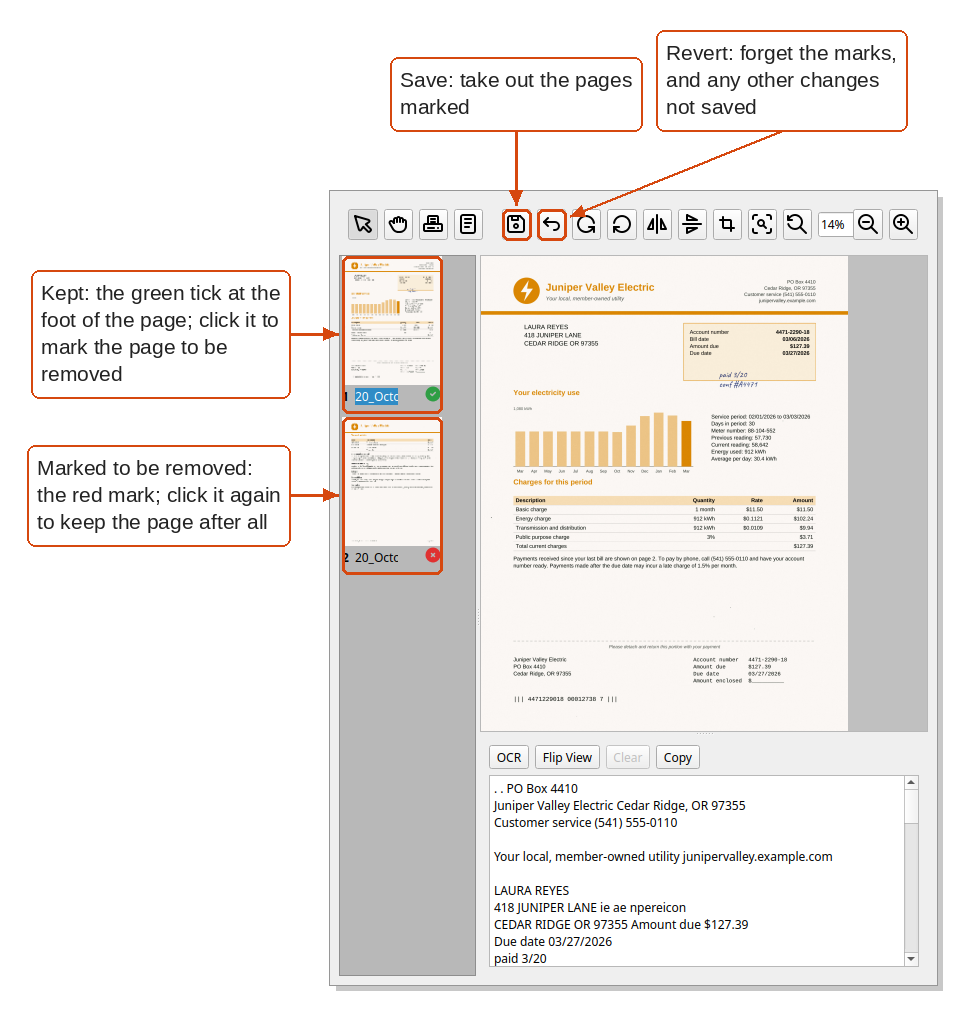 Revert: forget the marks,
and any other changes
not saved
Save: take out the pages
marked
14%
Kept: the green tick at the
foot of the page; click it to
mark the page to be
removed
Marked to be removed:
the red mark; click it again
to keep the page after all
20_Octo
2 20_Octo
Juniper Valley Electric
Your local, member-owned utility
PO Box 4410
Cedar Ridge, OR 97355
Customer service (541) 555-0110
junipervalley.example.com
LAURA REYES
418 JUNIPER LANE
CEDAR RIDGE OR 97355
Account number 4471-2290-18
Bill date 03/06/2026
Amount due $127.39
Due date 03/27/2026
paid 3/20
conf #A4471
Your electricity use
Mar Apr May Jun Jul Aug Sep Oct Nov Dec Jan Feb Mar
Service period: 02/01/2026 to 03/03/2026
Days in period: 30
Meter number: 88-104-552
Previous reading: 57,730
Current reading: 58,642
Energy used: 912 kWh
Average per day: 30.4 kWh
Charges for this period
Description Quantity Rate Amount
Basic charge 1 month $11.50 $11.50
Energy charge 912 kWh $0.1121 $102.24
Transmission and distribution 912 kWh $0.0109 $9.94
Public purpose charge 3% $3.71
Total current charges $127.39
Payments received since your last bill are shown on page 2. To pay by phone, call (541) 555-0110 and have your account
number ready. Payments made after the due date may incur a late charge of 1.5% per month.
Please detach and return this portion with your payment
Juniper Valley Electric
PO Box 4410
Cedar Ridge, OR 97355
Account number 4471-2290-18
Amount due $127.39
Due date 03/27/2026
Amount enclosed $__________
||| 4471229018 00012738 7 |||
OCR Flip View Clear Copy
. . PO Box 4410
Juniper Valley Electric Cedar Ridge, OR 97355
Customer service (541) 555-0110
Your local, member-owned utility junipervalley.example.com
LAURA REYES
418 JUNIPER LANE ie ae npereicon
CEDAR RIDGE OR 97355 Amount due $127.39
Due date 03/27/2026
paid 3/20